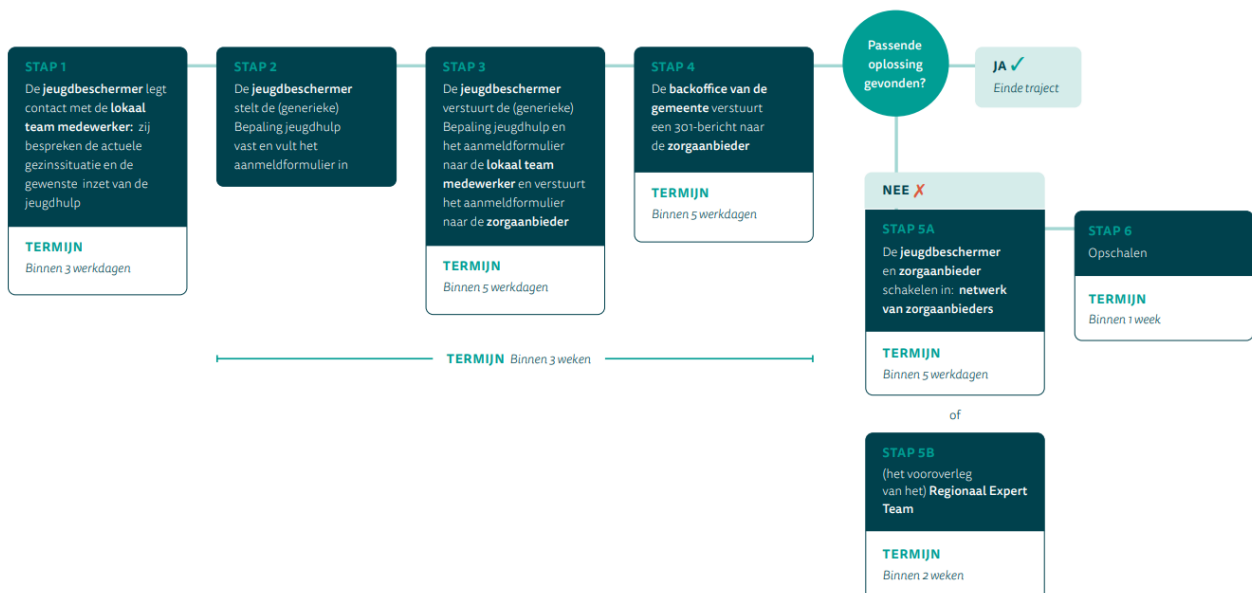 STAP 1
De jeugdbeschermer legt
contact met de lokaal
team medewerker: zij
bespreken de actuele
gezinssituatie en de
gewenste inzet van de
jeugdhulp
TERMIJN
Binnen 3 werkdagen
STAP 2
De jeugdbeschermer
stelt de (generieke)
Bepaling jeugdhulp
vast en vult het
aanmeldformulier in
STAP 3
De jeugdbeschermer
verstuurt de (generieke)
Bepaling jeugdhulp en
het aanmeldformulier
naar de lokaal team
medewerker en verstuurt
het aanmeldformulier
naar de zorgaanbieder
TERMIJN
Binnen 5 werkdagen
STAP 4
De backoffice van de
gemeente verstuurt
een 301-bericht naar
de zorgaanbieder
TERMIJN
Binnen 5 werkdagen
TERMIJN Binnen 3 weken
Passende
oplossing
gevonden?
JA ✓
Einde traject
NEE ✗
STAP 5A
De jeugdbeschermer
en zorgaanbieder
schakelen in: netwerk
van zorgaanbieders
TERMIJN
Binnen 5 werkdagen
of
STAP 5B
(het vooroverleg
van het) Regionaal Expert
Team
TERMIJN
Binnen 2 weken
STAP 6
Opschalen
TERMIJN
Binnen 1 week